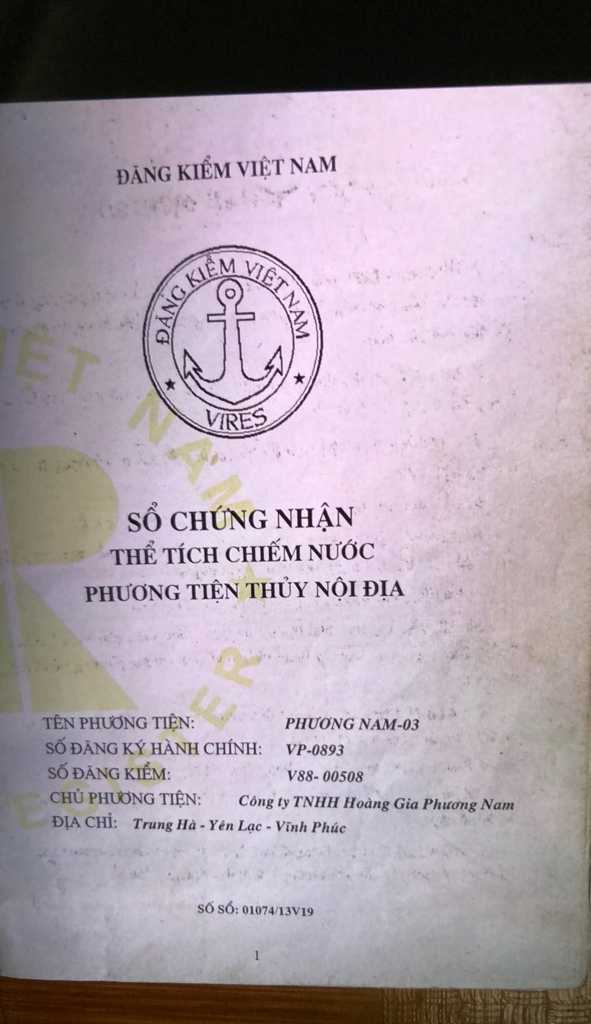 ĐĂNG KIỂM VIỆT NAM
ĐĂNG KIỂM VIỆT NAM
VIRES
VIỆT NAM
R
REGISTER
SỔ CHỨNG NHẬN
THỂ TÍCH CHIẾM NƯỚC
PHƯƠNG TIỆN THỦY NỘI ĐỊA
TÊN PHƯƠNG TIỆN: PHƯƠNG NAM-03
SỐ ĐĂNG KÝ HÀNH CHÍNH: VP-0893
SỐ ĐĂNG KIỂM: V88- 00508
CHỦ PHƯƠNG TIỆN: Công ty TNHH Hoàng Gia Phương Nam
ĐỊA CHỈ: Trung Hà - Yên Lạc - Vĩnh Phúc
SỐ SỔ: 01074/13V19
1